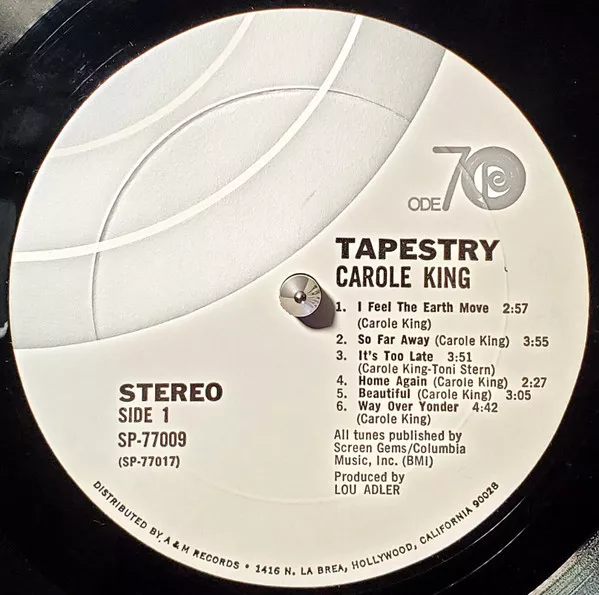 ODE 70
TAPESTRY
CAROLE KING
1. I Feel The Earth Move 2:57
(Carole King)
2. So Far Away (Carole King) 3:55
3. It's Too Late 3:51
(Carole King-Toni Stern)
4. Home Again (Carole King) 2:27
5. Beautiful (Carole King) 3:05
6. Way Over Yonder 4:42
(Carole King)
All tunes published by
Screen Gems/Columbia
Music, Inc. (BMI)
Produced by
LOU ADLER
STEREO
SIDE 1
SP-77009
(SP-77017)
DISTRIBUTED BY A & M RECORDS • 1416 N. LA BREA, HOLLYWOOD, CALIFORNIA 90028